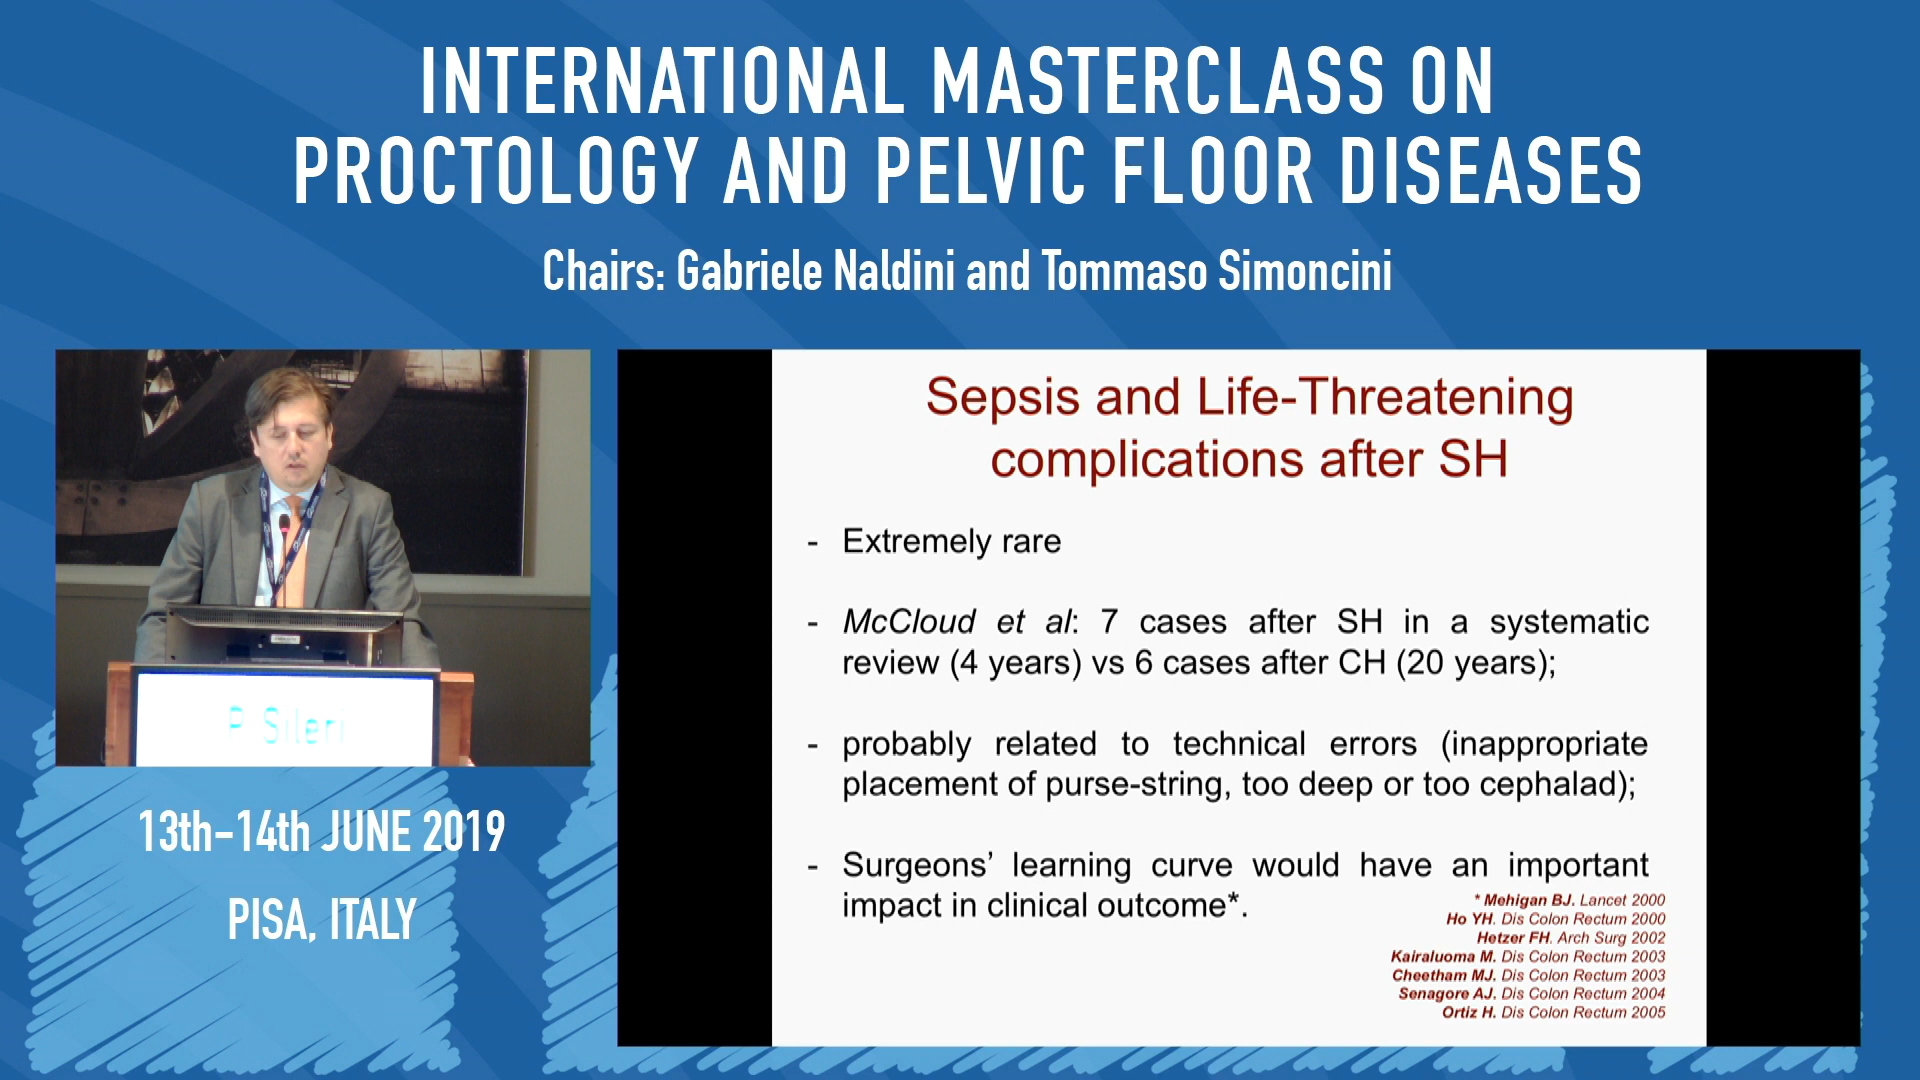 INTERNATIONAL MASTERCLASS ON
PROCTOLOGY AND PELVIC FLOOR DISEASES
Chairs: Gabriele Naldini and Tommaso Simoncini
P Sileri
13th-14th JUNE 2019
PISA, ITALY
Sepsis and Life-Threatening
complications after SH
- Extremely rare
- McCloud et al: 7 cases after SH in a systematic
review (4 years) vs 6 cases after CH (20 years);
- probably related to technical errors (inappropriate
placement of purse-string, too deep or too cephalad);
- Surgeons’ learning curve would have an important
impact in clinical outcome*.
* Mehigan BJ. Lancet 2000
Ho YH. Dis Colon Rectum 2000
Hetzer FH. Arch Surg 2002
Kairaluoma M. Dis Colon Rectum 2003
Cheetham MJ. Dis Colon Rectum 2003
Senagore AJ. Dis Colon Rectum 2004
Ortiz H. Dis Colon Rectum 2005